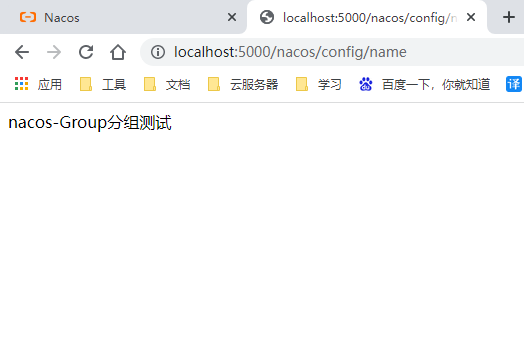 Nacos
localhost:5000/nacos/config/n
localhost:5000/nacos/config/name
应用 工具 文档 云服务器 学习 百度一下，你就知道 译
nacos-Group分组测试